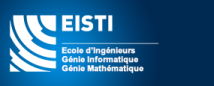 EISTI
Ecole d'Ingénieurs
Génie Informatique
Génie Mathématique